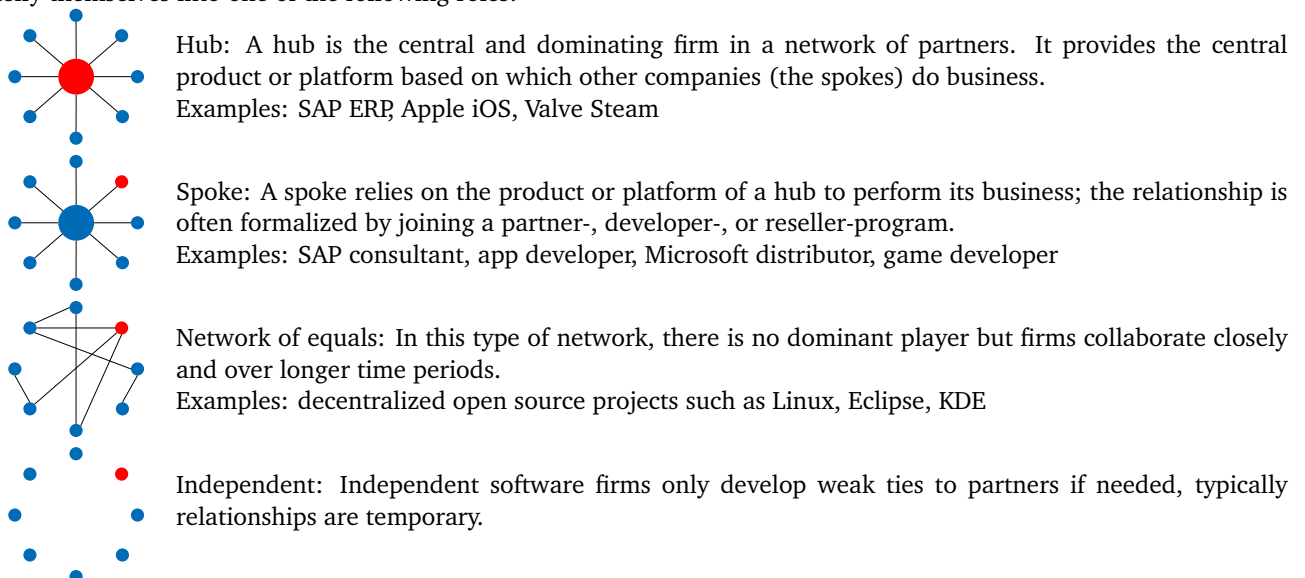 Hub: A hub is the central and dominating firm in a network of partners. It provides the central
product or platform based on which other companies (the spokes) do business.
Examples: SAP ERP, Apple iOS, Valve Steam
Spoke: A spoke relies on the product or platform of a hub to perform its business; the relationship is
often formalized by joining a partner-, developer-, or reseller-program.
Examples: SAP consultant, app developer, Microsoft distributor, game developer
Network of equals: In this type of network, there is no dominant player but firms collaborate closely
and over longer time periods.
Examples: decentralized open source projects such as Linux, Eclipse, KDE
Independent: Independent software firms only develop weak ties to partners if needed, typically
relationships are temporary.